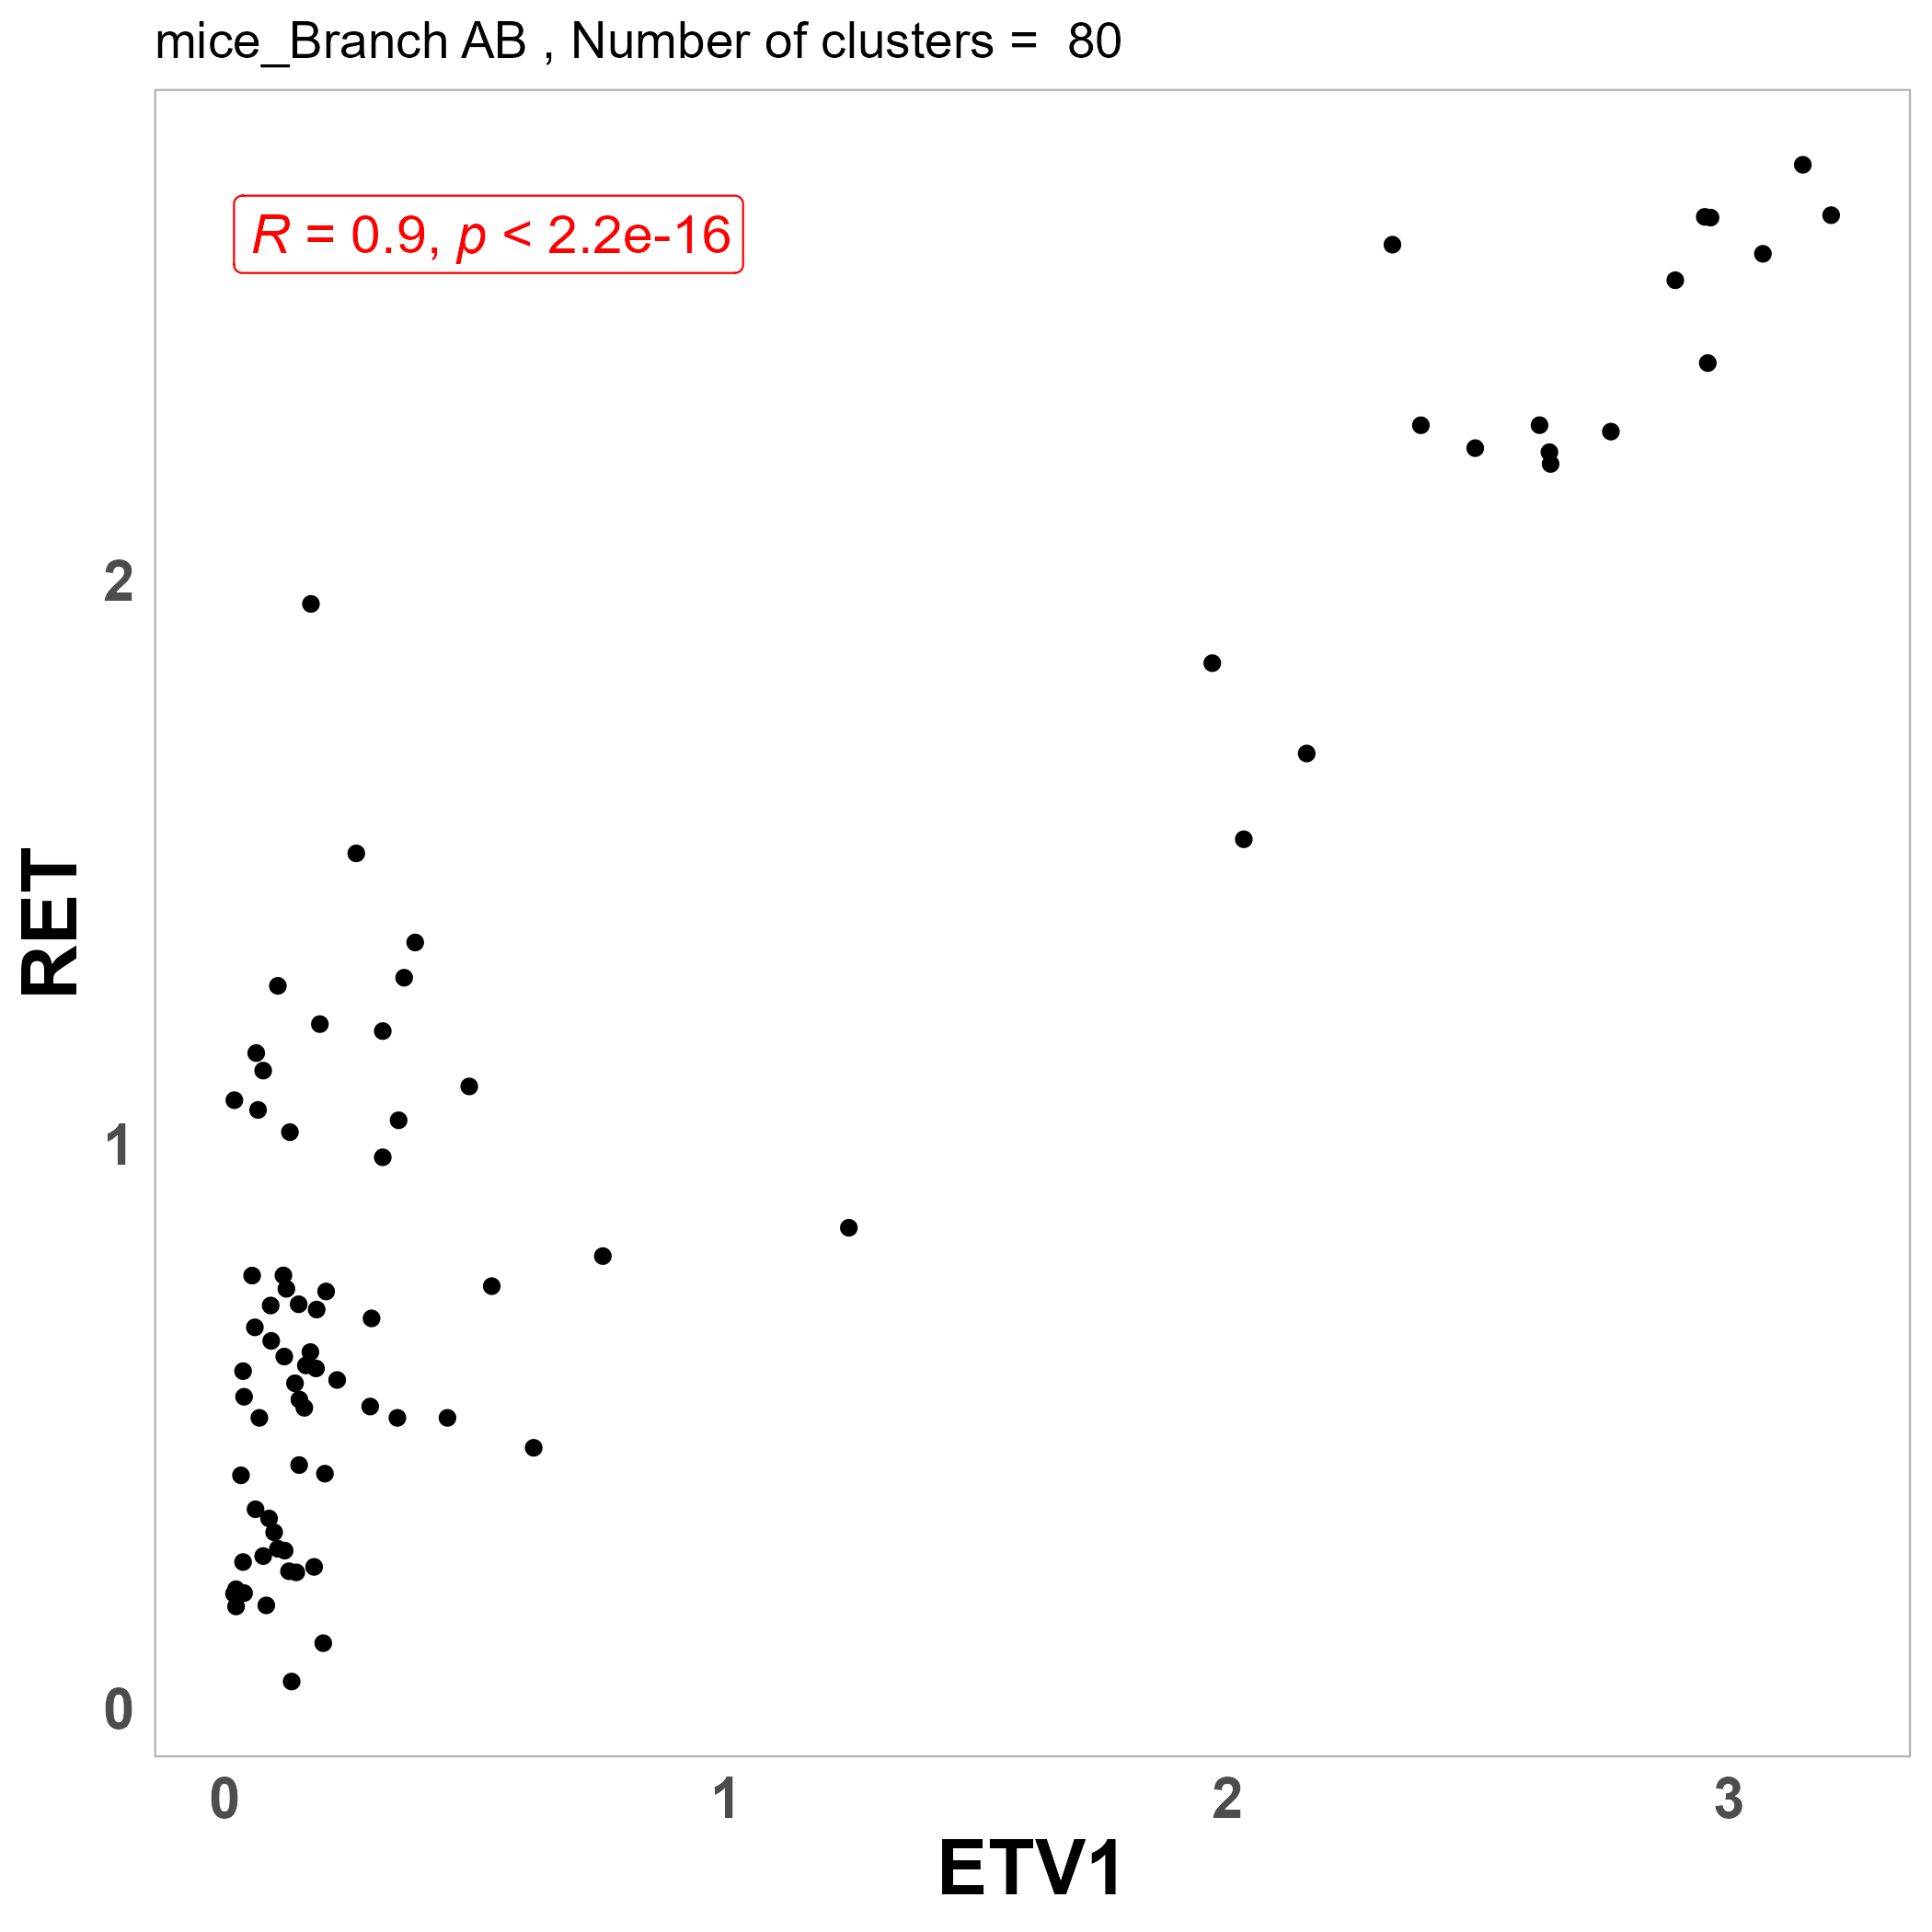 mice_Branch AB , Number of clusters =  80
R = 0.9, p < 2.2e-16
RET
2
1
0
0 1 2 3
ETV1